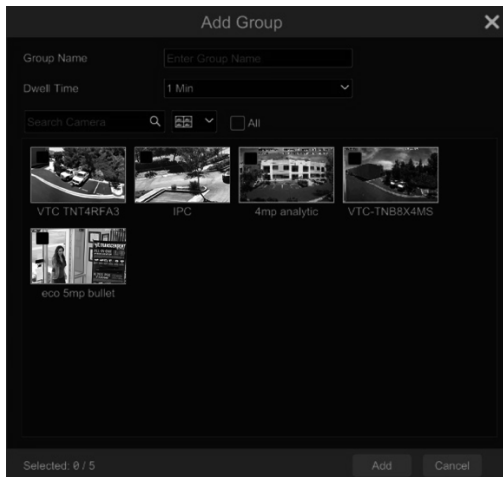 Add Group
Group Name Enter Group Name
Dwell Time 1 Min
Search Camera All
VTC TNT4RFA3 IPC 4mp analytic VTC-TNB8X4MS
eco 5mp bullet
Selected: 0 / 5 Add Cancel